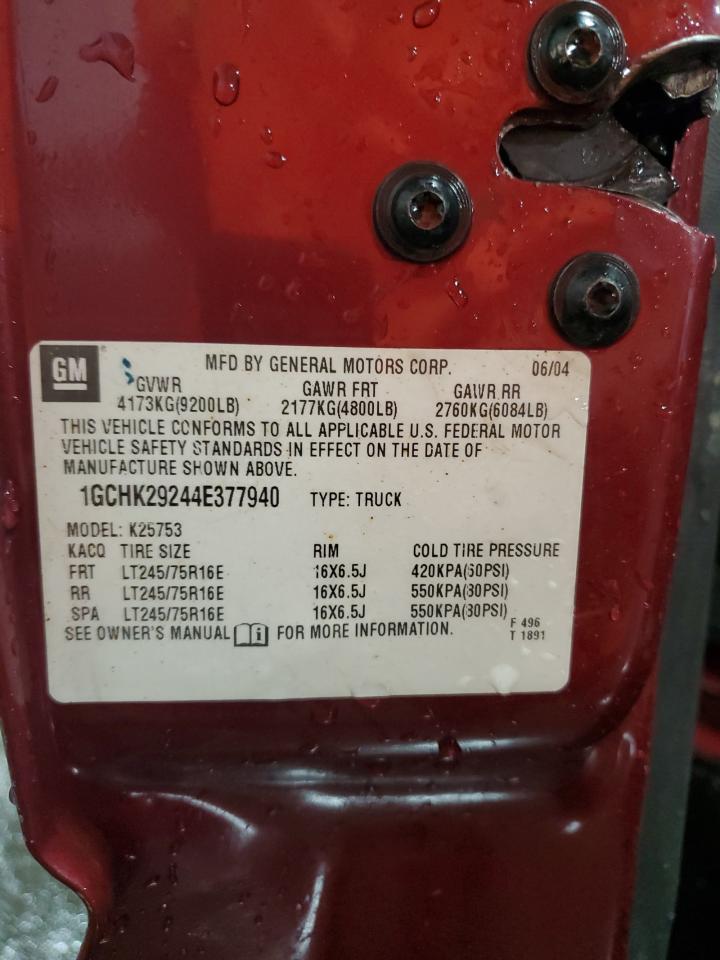 GM
MFD BY GENERAL MOTORS CORP. 06/04
GVWR GAWR FRT GAWR RR
4173KG(9200LB) 2177KG(4800LB) 2760KG(6084LB)
THIS VEHICLE CONFORMS TO ALL APPLICABLE U.S. FEDERAL MOTOR
VEHICLE SAFETY STANDARDS IN EFFECT ON THE DATE OF
MANUFACTURE SHOWN ABOVE.
1GCHK29244E377940 TYPE: TRUCK
MODEL: K25753
KACQ TIRE SIZE RIM COLD TIRE PRESSURE
FRT LT245/75R16E 16X6.5J 420KPA(60PSI)
RR LT245/75R16E 16X6.5J 550KPA(80PSI)
SPA LT245/75R16E 16X6.5J 550KPA(80PSI)
SEE OWNER'S MANUAL FOR MORE INFORMATION.
F 496
T 1891